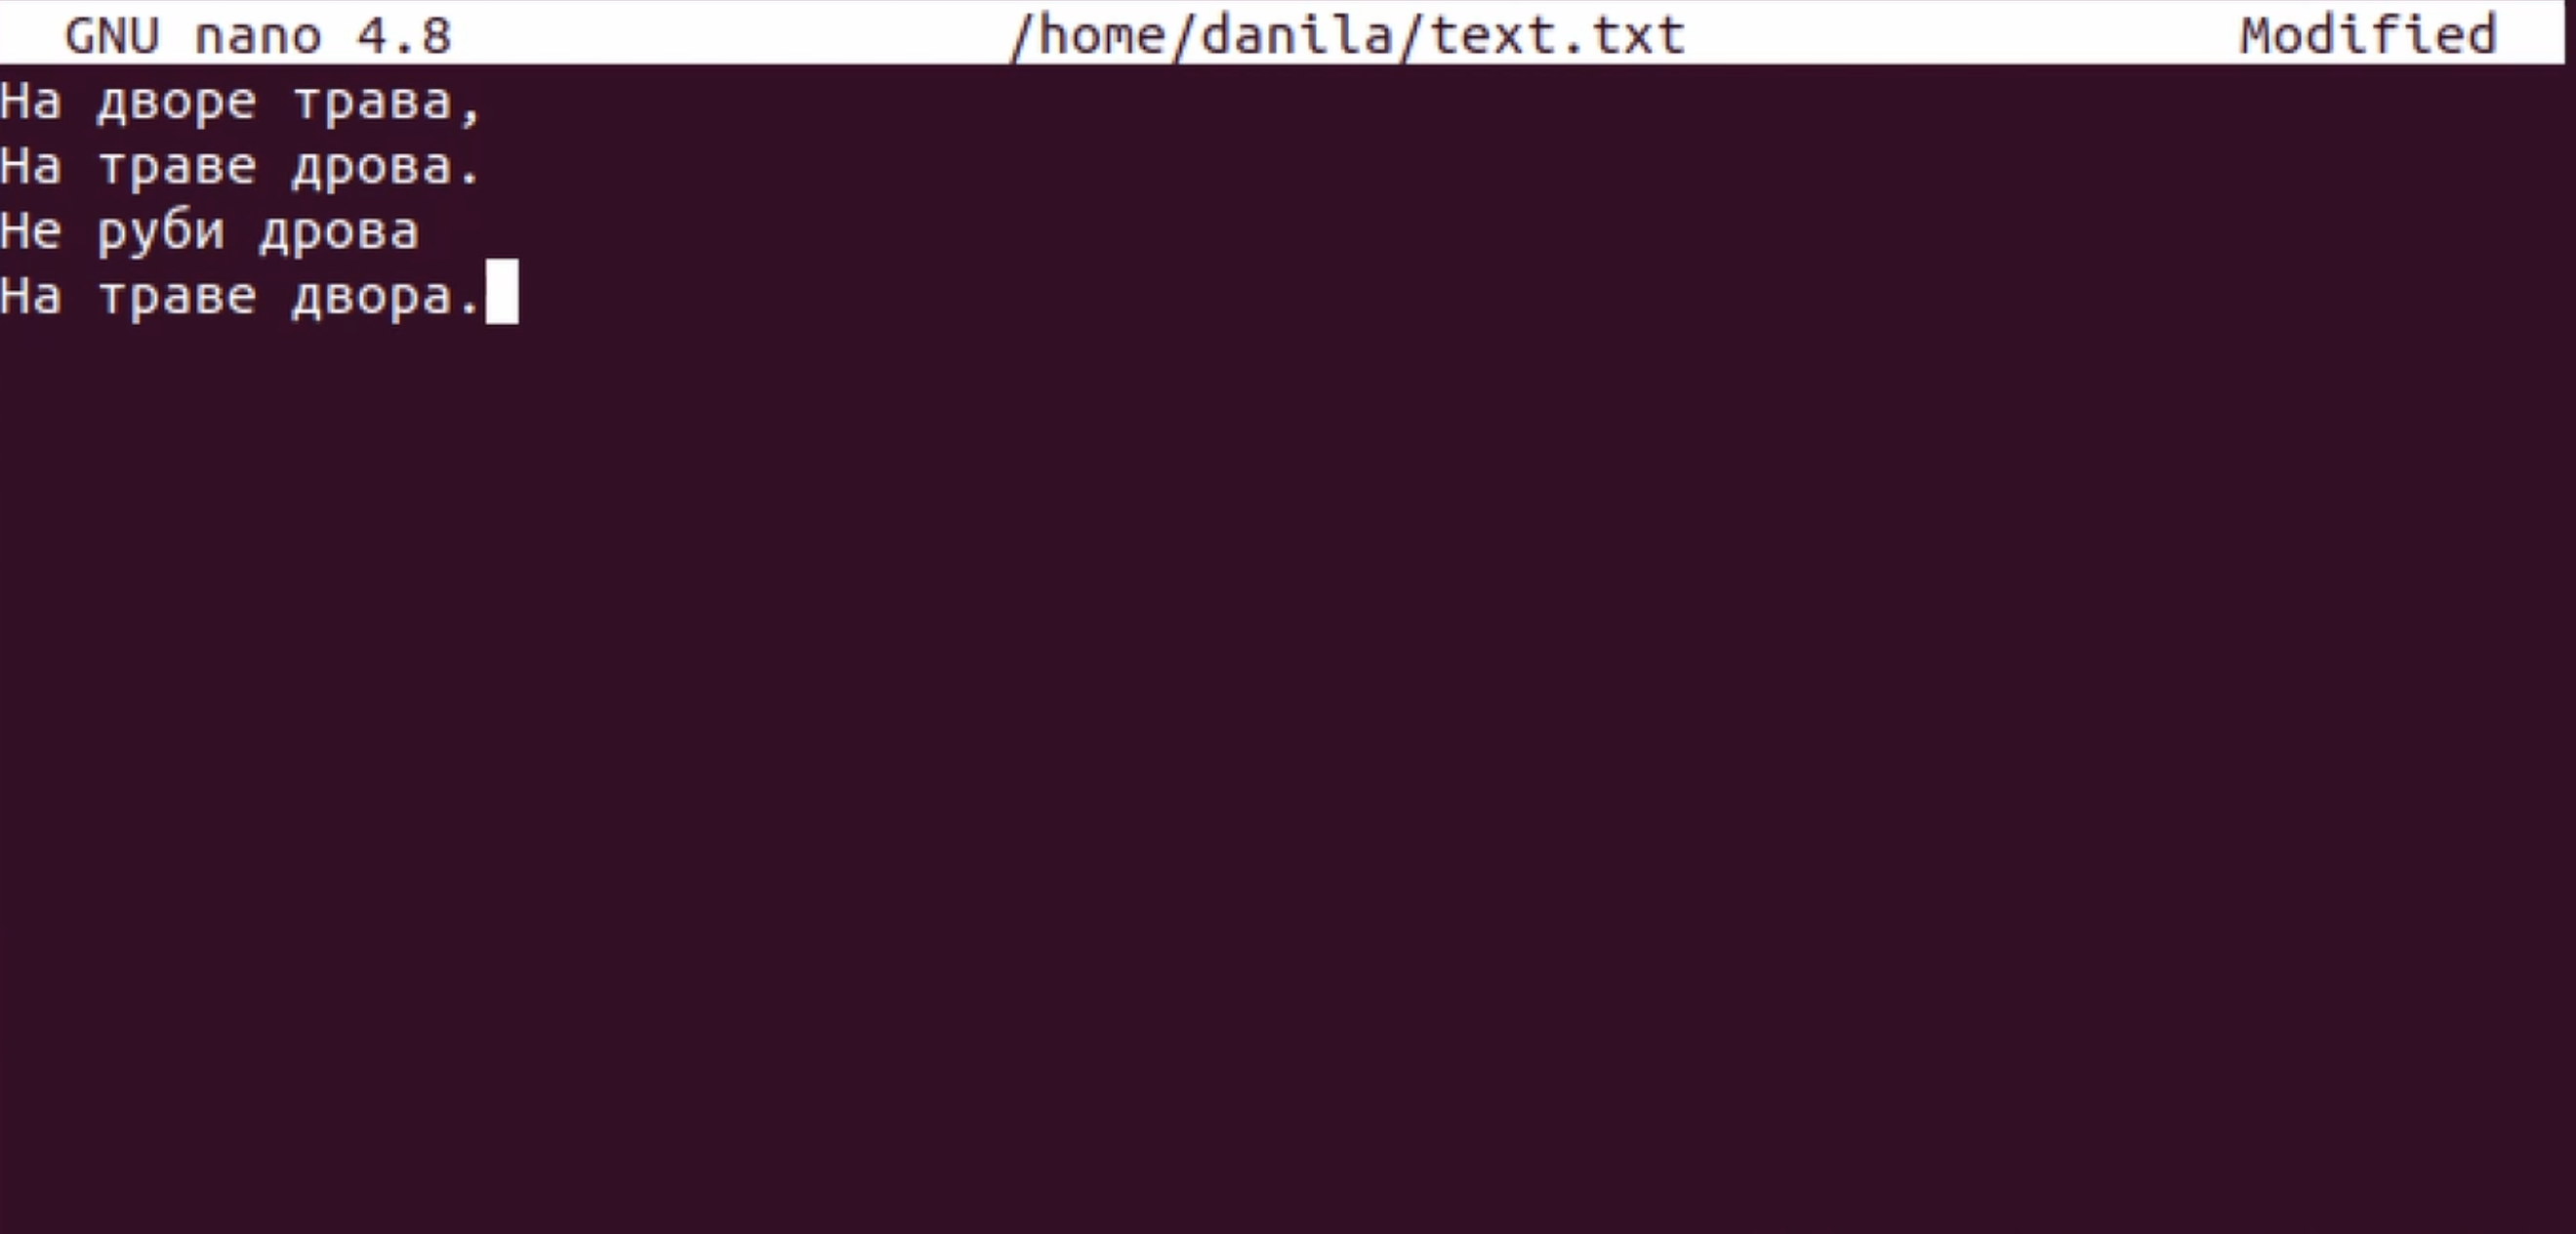 GNU nano 4.8 /home/danila/text.txt Modified
На дворе трава,
На траве дрова.
Не руби дрова
На траве двора.